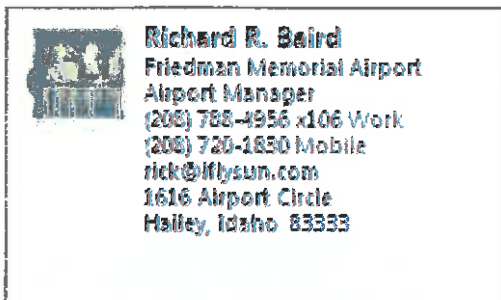 Richard R. Baird
Friedman Memorial Airport
Airport Manager
(208) 788-4956 x106 Work
(208) 720-1830 Mobile
rick@iflysun.com
1616 Airport Circle
Hailey, Idaho 83333